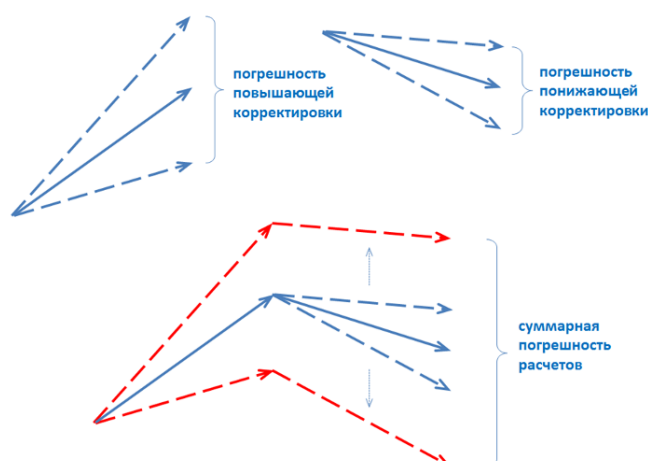 погрешность
повышающей
корректировки
погрешность
понижающей
корректировки
суммарная
погрешность
расчетов